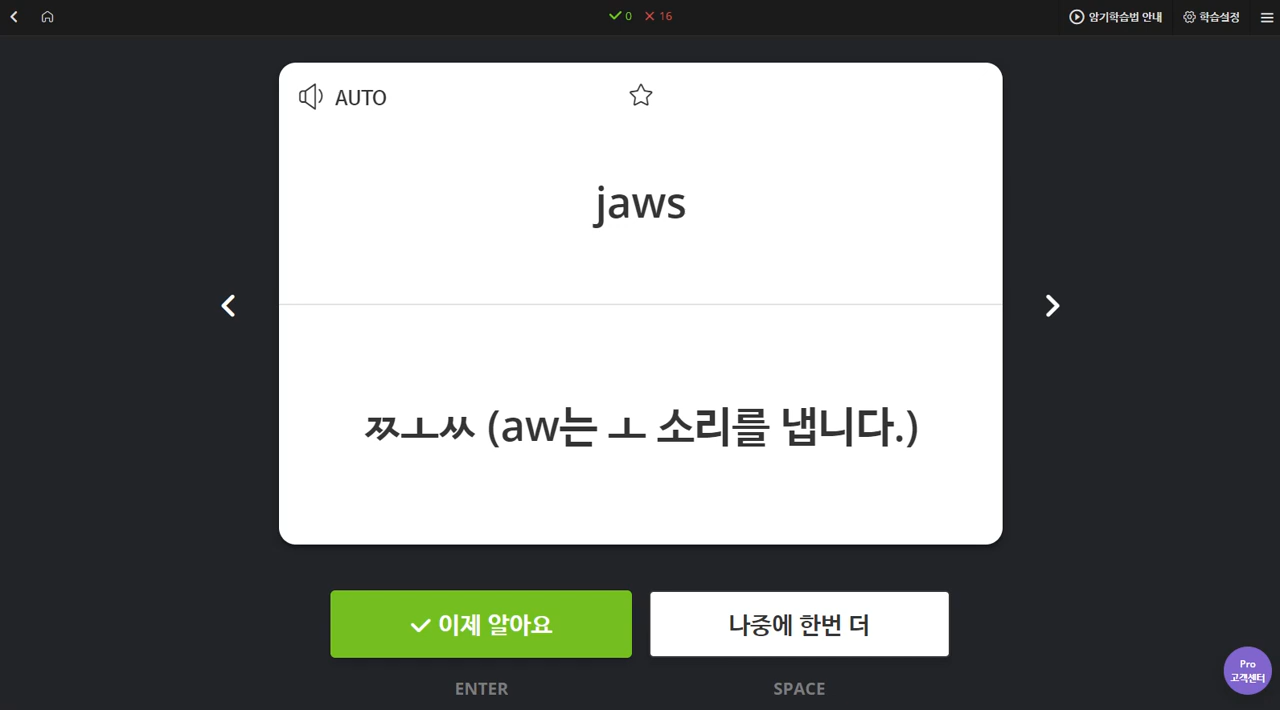 0 16
암기학습법 안내 학습설정
AUTO
jaws
ㅉㅗㅆ (aw는 ㅗ 소리를 냅니다.)
이제 알아요 나중에 한번 더
ENTER SPACE
Pro
고객센터